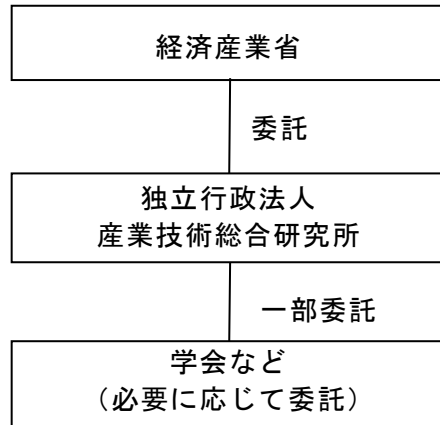 経済産業省
委託
独立行政法人
産業技術総合研究所
一部委託
学会など
（必要に応じて委託）